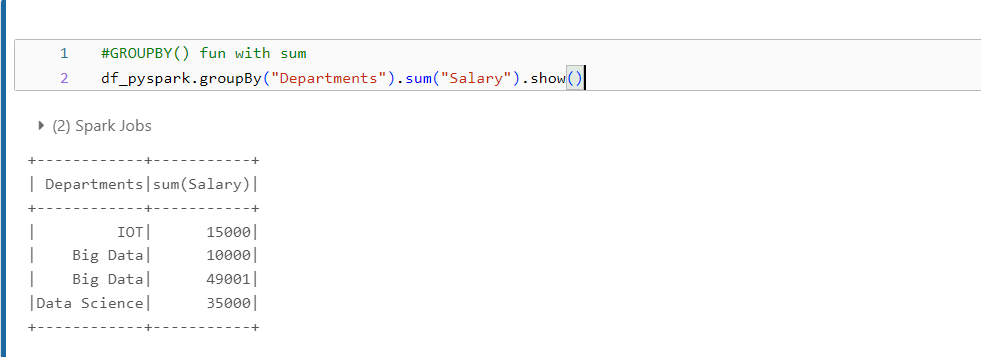 1 #GROUPBY() fun with sum
2 df_pyspark.groupBy("Departments").sum("Salary").show()
(2) Spark Jobs
+------------+-----------+
| Departments|sum(Salary)|
+------------+-----------+
|         IOT|      15000|
|    Big Data|      10000|
|    Big Data|      49001|
|Data Science|      35000|
+------------+-----------+